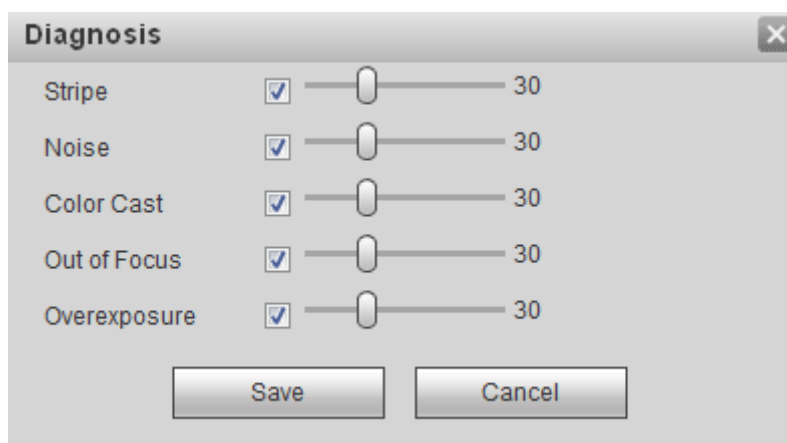 Diagnosis
Stripe 30
Noise 30
Color Cast 30
Out of Focus 30
Overexposure 30
Save Cancel